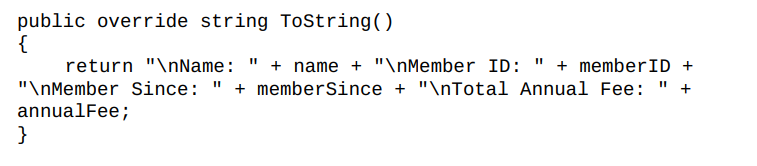 public override string ToString()
{
    return "\nName: " + name + "\nMember ID: " + memberID +
"\nMember Since: " + memberSince + "\nTotal Annual Fee: " +
annualFee;
}